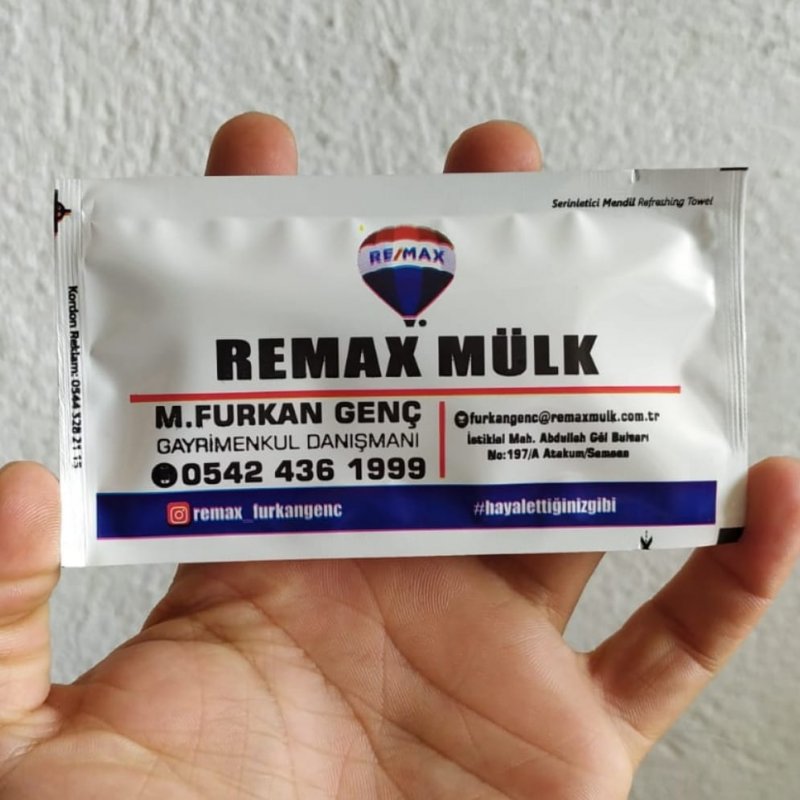 Serinletici Mendil Refreshing Towel
RE/MAX
REMAX MÜLK
M.FURKAN GENÇ
GAYRİMENKUL DANIŞMANI
0542 436 1999
furkangenc@remaxmulk.com.tr
İstiklal Mah. Abdullah Gül Bulvarı
No:197/A Atakum/Samsun
remax_furkangenc
#hayalettiğinizgibi
Kordon Reklam: 0544 328 21 15